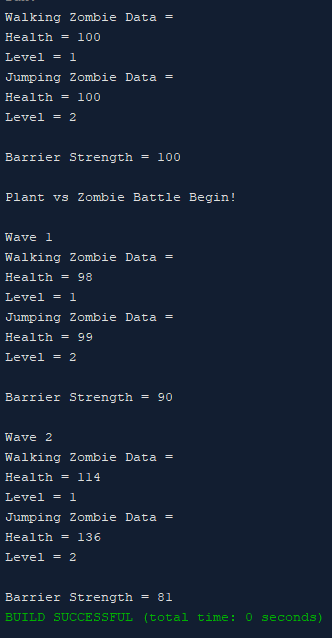 Walking Zombie Data =
Health = 100
Level = 1
Jumping Zombie Data =
Health = 100
Level = 2
Barrier Strength = 100
Plant vs Zombie Battle Begin!
Wave 1
Walking Zombie Data =
Health = 98
Level = 1
Jumping Zombie Data =
Health = 99
Level = 2
Barrier Strength = 90
Wave 2
Walking Zombie Data =
Health = 114
Level = 1
Jumping Zombie Data =
Health = 136
Level = 2
Barrier Strength = 81
BUILD SUCCESSFUL (total time: 0 seconds)